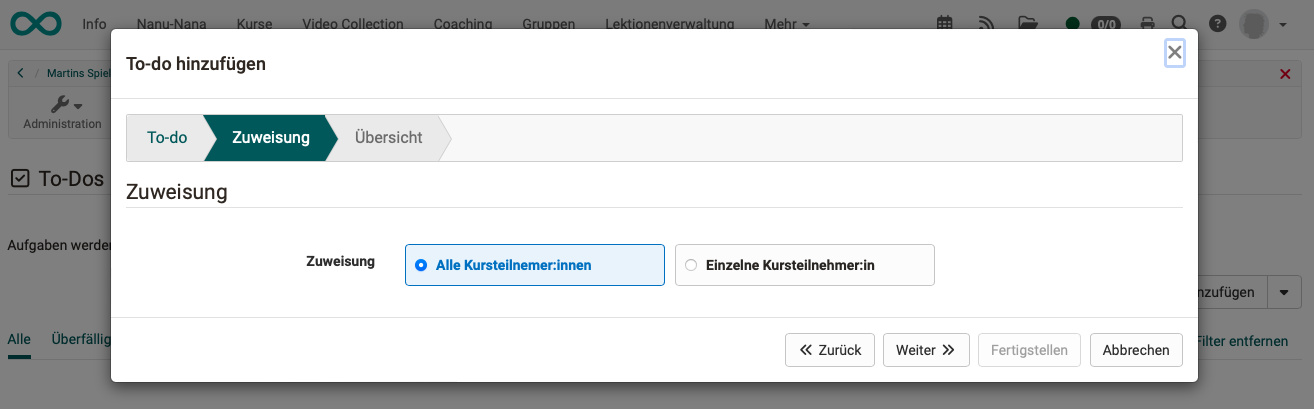 Info Nanu-Nana Kurse Video Collection Coaching Gruppen Lektionenverwaltung Mehr 0/0
To-do hinzufügen
Martins Spiel
Administration
To-do Zuweisung Übersicht
To-Dos
Zuweisung
Aufgaben werden
Zuweisung Alle Kursteilnemer:innen Einzelne Kursteilnehmer:in
nzufügen
Alle Überfällig Filter entfernen
Zurück Weiter Fertigstellen Abbrechen